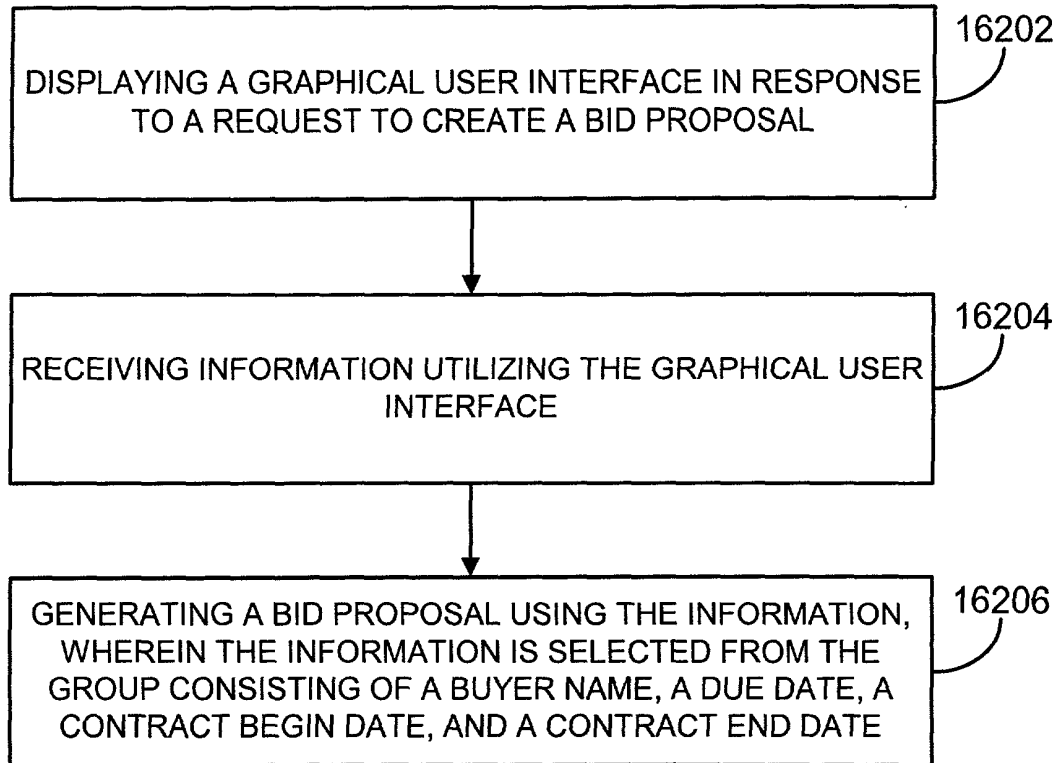 16202
DISPLAYING A GRAPHICAL USER INTERFACE IN RESPONSE
TO A REQUEST TO CREATE A BID PROPOSAL
16204
RECEIVING INFORMATION UTILIZING THE GRAPHICAL USER
INTERFACE
16206
GENERATING A BID PROPOSAL USING THE INFORMATION,
WHEREIN THE INFORMATION IS SELECTED FROM THE
GROUP CONSISTING OF A BUYER NAME, A DUE DATE, A
CONTRACT BEGIN DATE, AND A CONTRACT END DATE